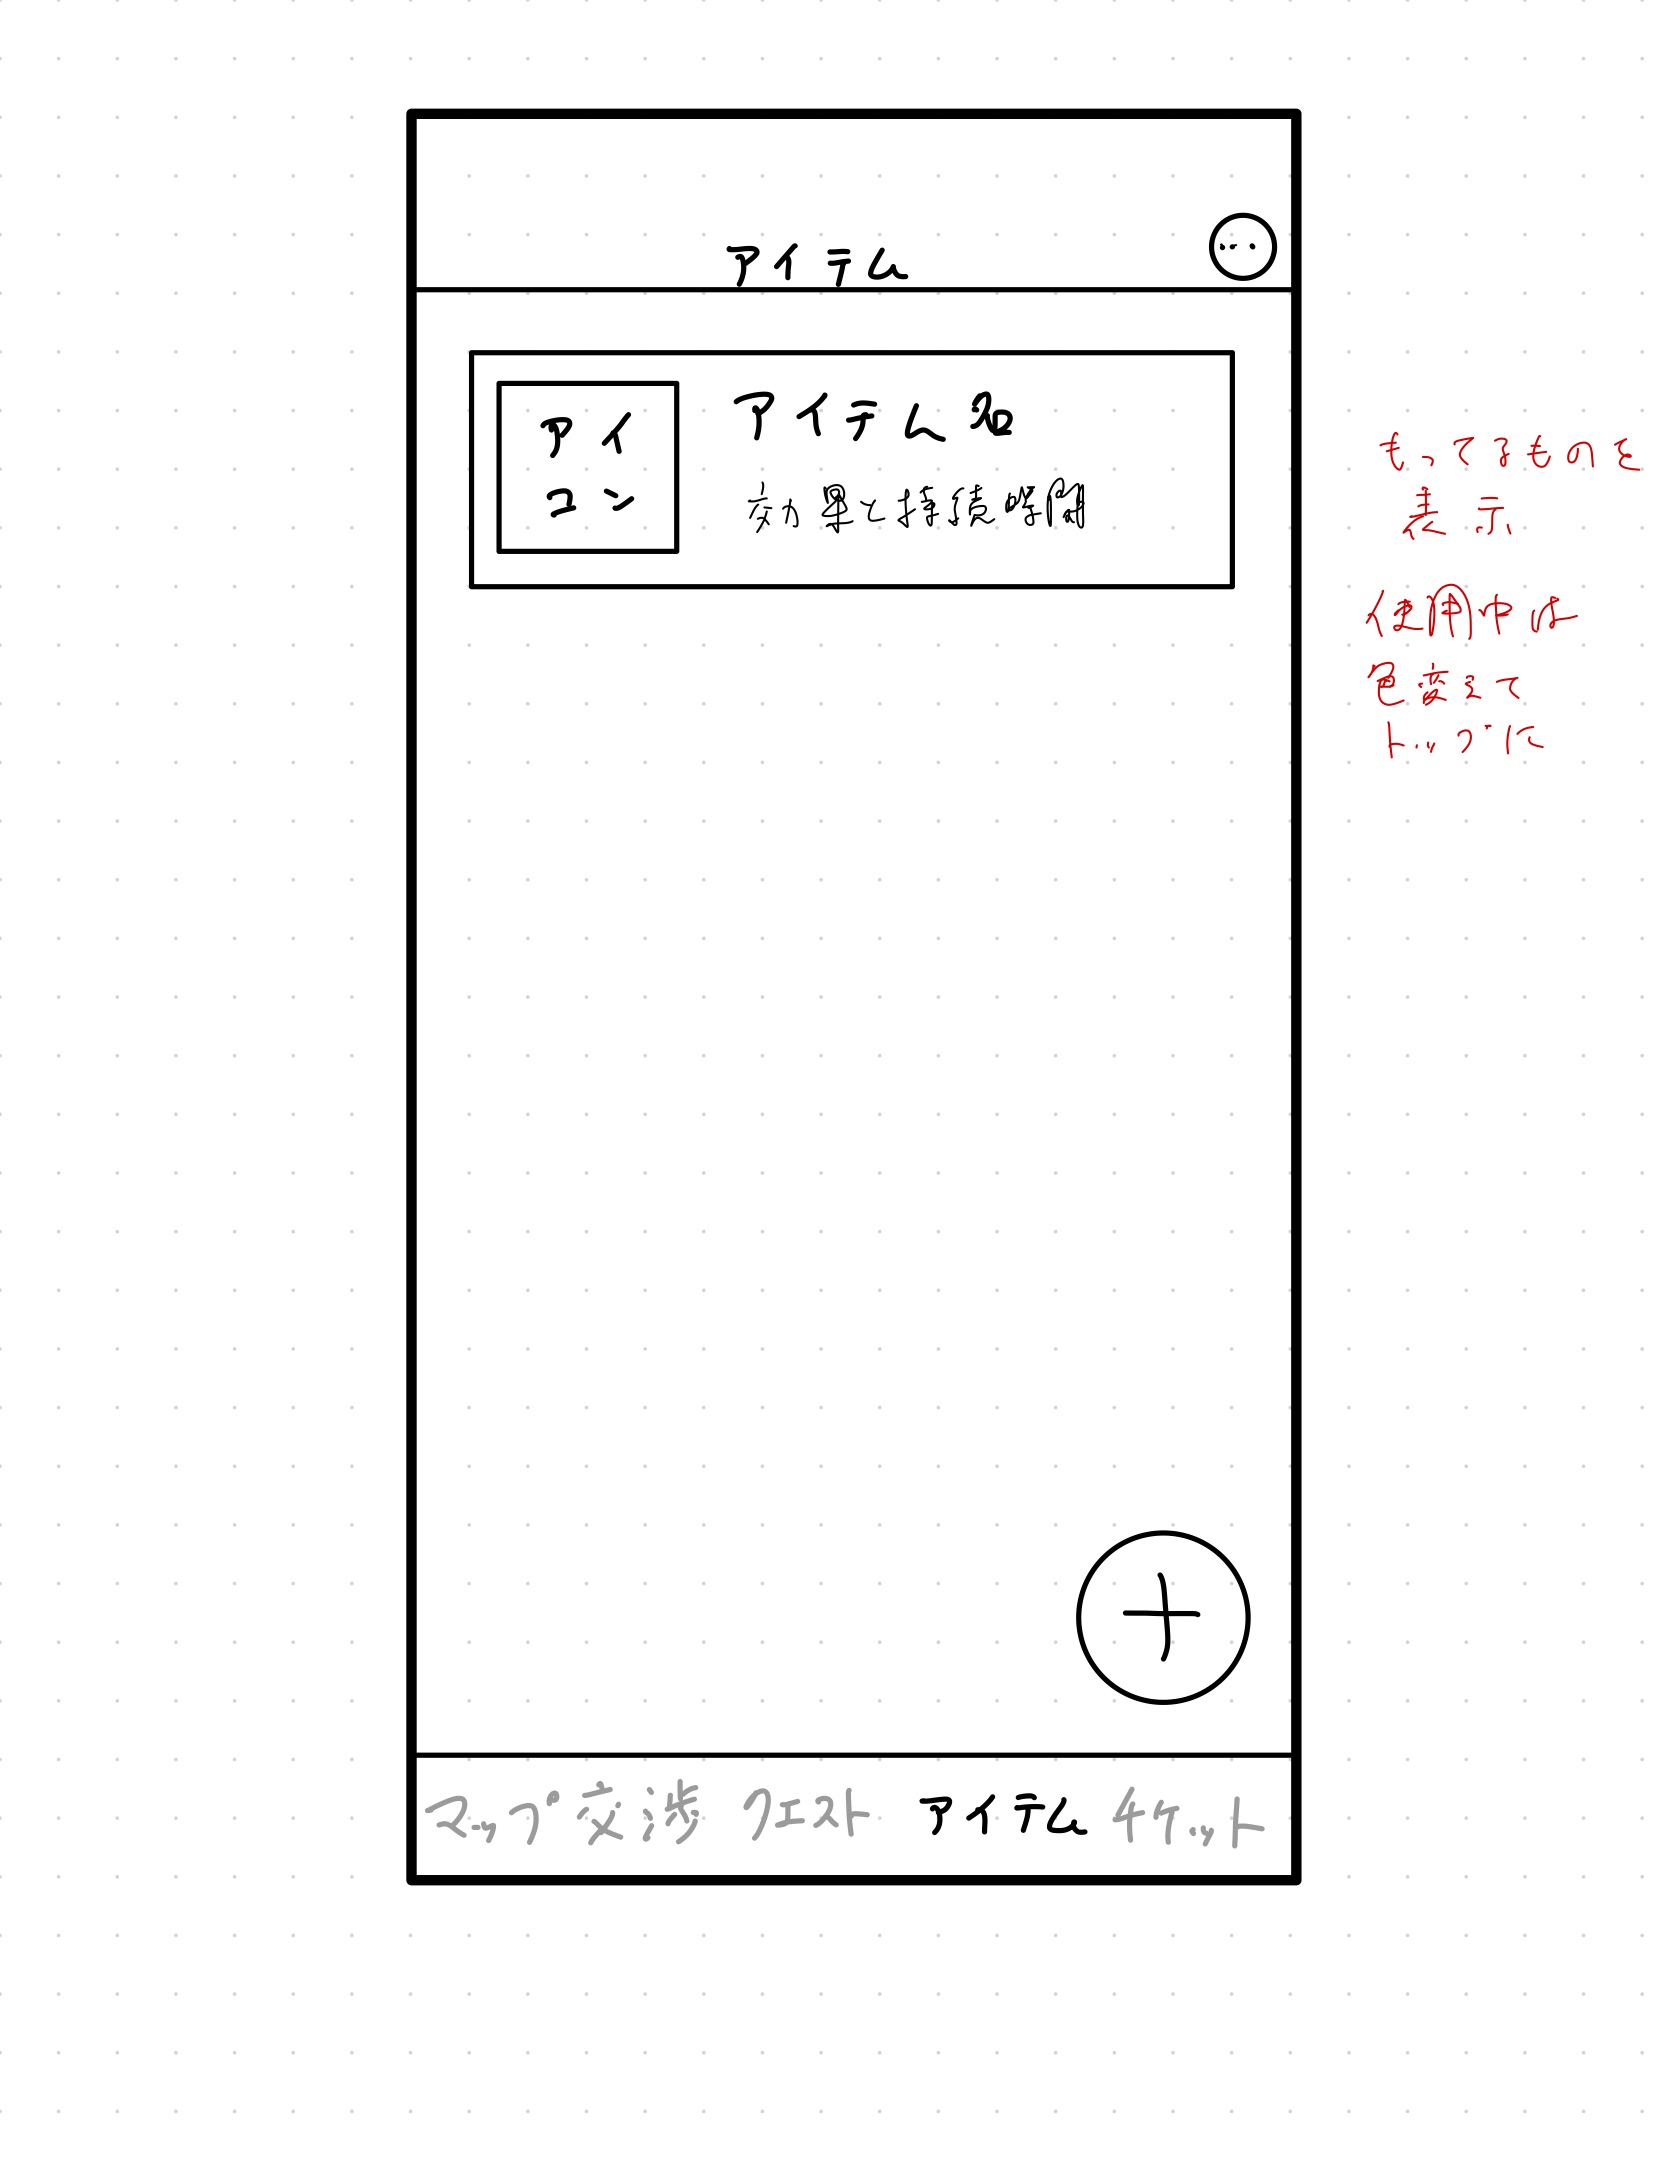 アイテム
アイ
コン
アイテム名
効果と持続時間
もってるものを
表示
使用中は
色変えて
トップに
マップ 交渉 クエスト アイテム チケット